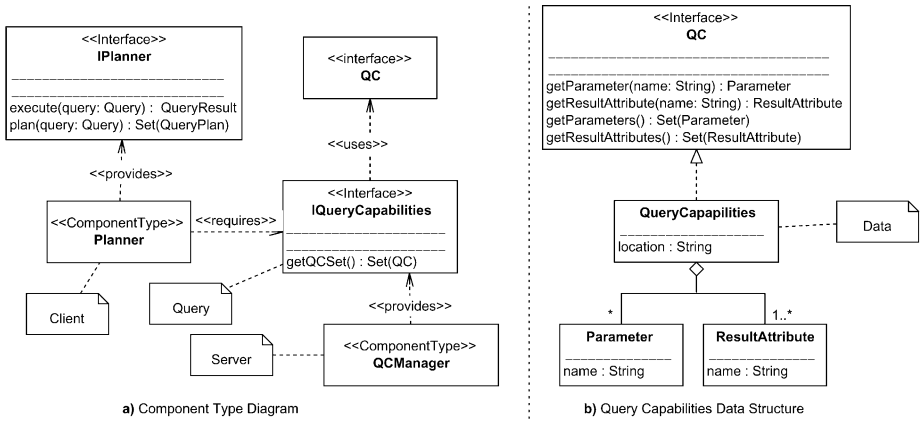 <<Interface>>
IPlanner
execute(query: Query) : QueryResult
plan(query: Query) : Set(QueryPlan)
<<interface>>
QC
<<provides>>
<<uses>>
<<ComponentType>>
Planner
<<requires>>
<<Interface>>
IQueryCapabilities
getQCSet() : Set(QC)
Client
Query
<<provides>>
Server
<<ComponentType>>
QCManager
a) Component Type Diagram
<<Interface>>
QC
getParameter(name: String) : Parameter
getResultAttribute(name: String) : ResultAttribute
getParameters() : Set(Parameter)
getResultAttributes() : Set(ResultAttribute)
QueryCapapilities
location : String
Data
*
1..*
Parameter
name : String
ResultAttribute
name : String
b) Query Capabilities Data Structure